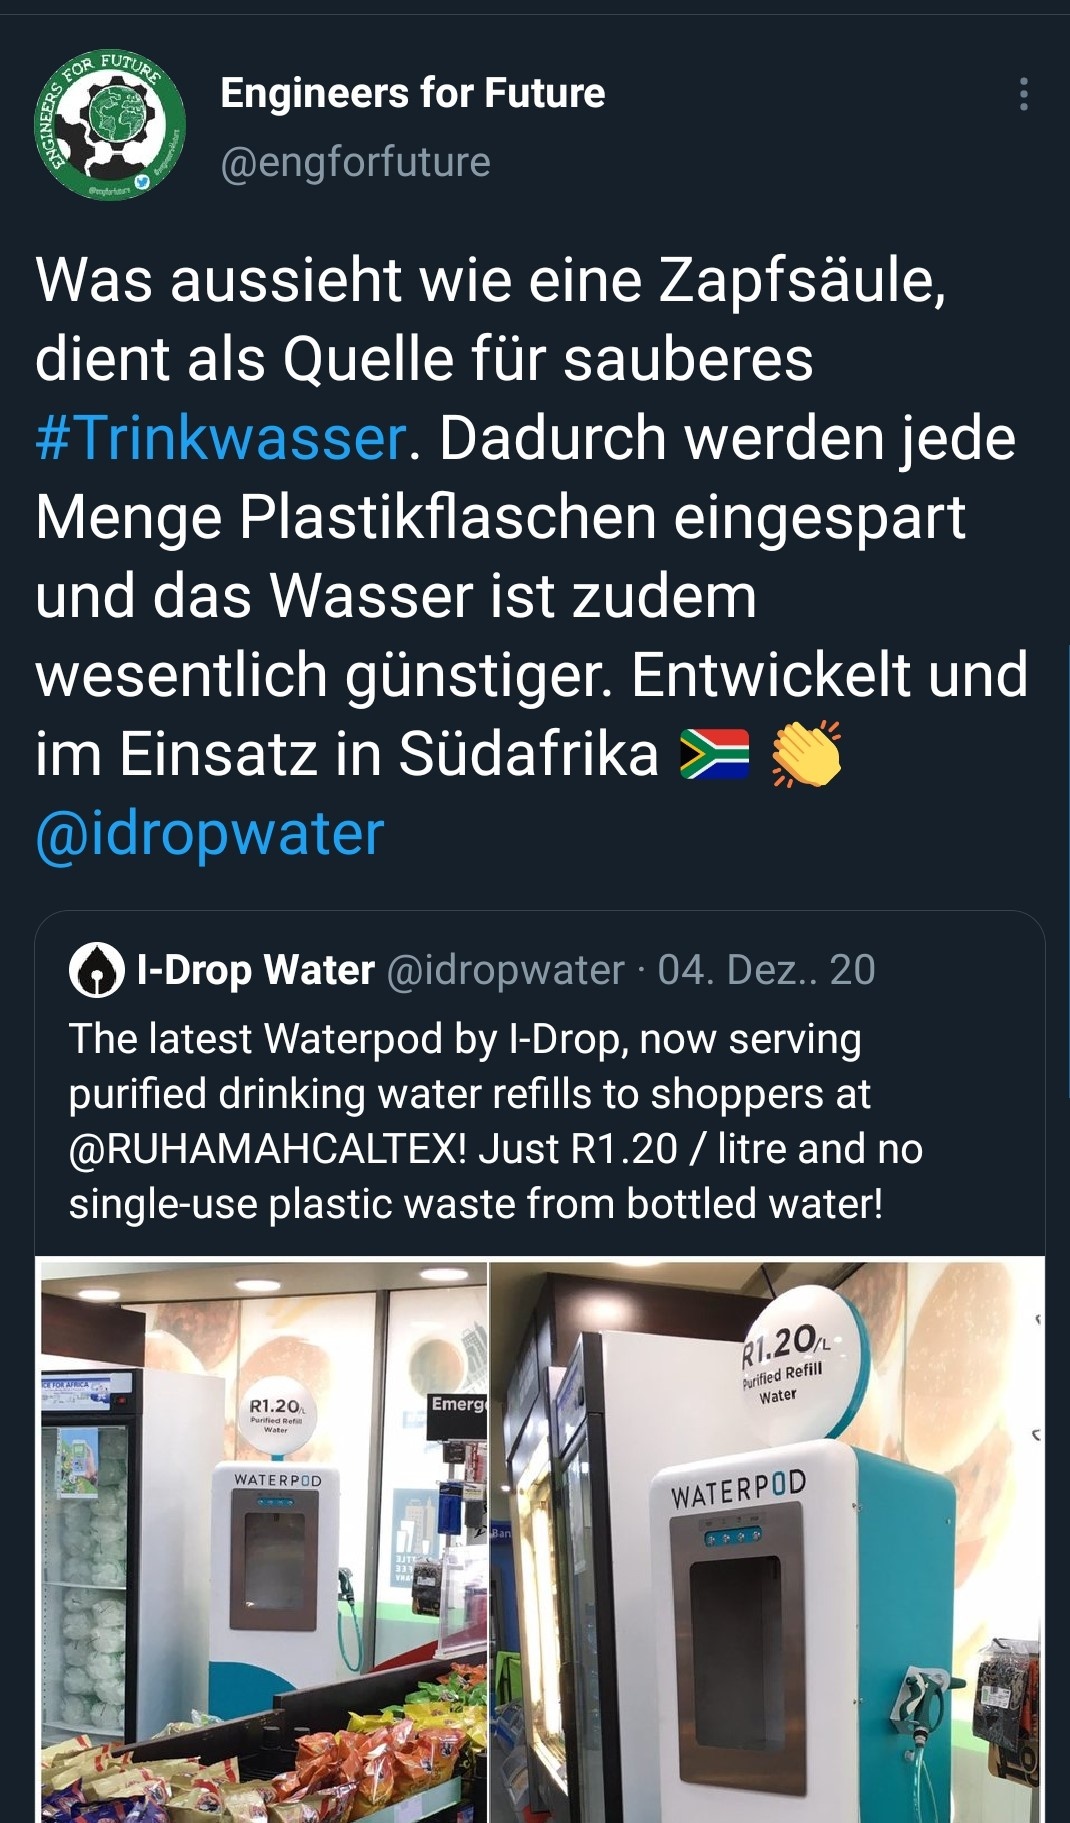 ENGINEERS FOR FUTURE
Engineers for Future
@engforfuture
Was aussieht wie eine Zapfsäule,
dient als Quelle für sauberes
#Trinkwasser. Dadurch werden jede
Menge Plastikflaschen eingespart
und das Wasser ist zudem
wesentlich günstiger. Entwickelt und
im Einsatz in Südafrika 🇿🇦 👏
@idropwater
I-Drop Water @idropwater · 04. Dez.. 20
The latest Waterpod by I-Drop, now serving
purified drinking water refills to shoppers at
@RUHAMAHCALTEX! Just R1.20 / litre and no
single-use plastic waste from bottled water!
ICE FOR AFRICA
R1.20/L
Purified Refill
Water
WATERPOD
Emerg
R1.20/L
Purified Refill
Water
WATERPOD
Ban